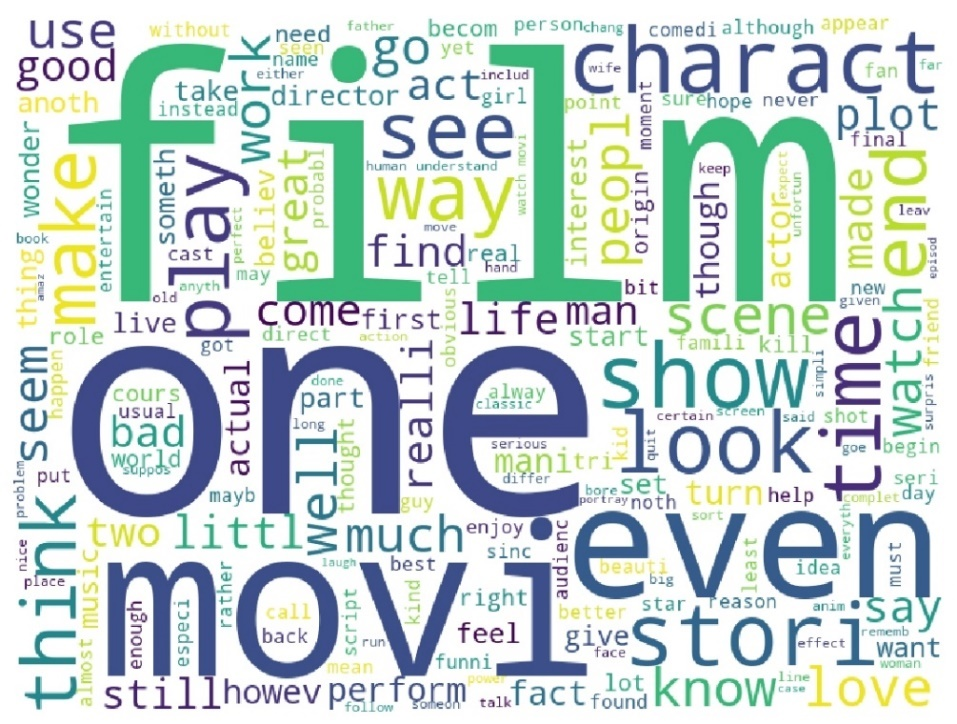 use
without
need
father
becom
person
chang
comedi
although
appear
good
work
seen
name
either
go
yet
charact
wife
fan
far
film
anoth
take
instead
director
act
includ
girl
point
sure
hope
never
plot
final
wonder
make
someth
play
great
probabl
see
human
understand
watch movi
interest
peopl
moment
origin
though
keep
actor
expect
unfortun
made
end
leav
entertain
believ
perfect
way
move
book
thing
amaz
cast
may
find
real
hand
tell
episod
old
anyth
bit
new
given
role
live
come
first
life
man
scene
watch
friend
direct
action
obvious
start
famili
kill
time
got
seem
happen
one
cours
usual
bad
world
suppos
actual
done
part
long
realli
alway
classic
show
simpli
surpris
look
certain
screen
said
shot
begin
goe
problem
put
think
mayb
well
thought
guy
serious
mani
differ
tri
kid
quit
bore
portray
set
noth
turn
help
complet
seri
day
two
littl
much
enjoy
sinc
audienc
even
sort
least
idea
everyth
must
nice
place
music
movi
laugh
best
beauti
big
enough
especi
rather
call
back
script
run
kind
right
feel
better
star
reason
anim
say
give
face
stori
effect
rememb
want
woman
almost
mean
funni
power
still
howev
perform
follow
someon
talk
fact
lot
found
know
line
case
love